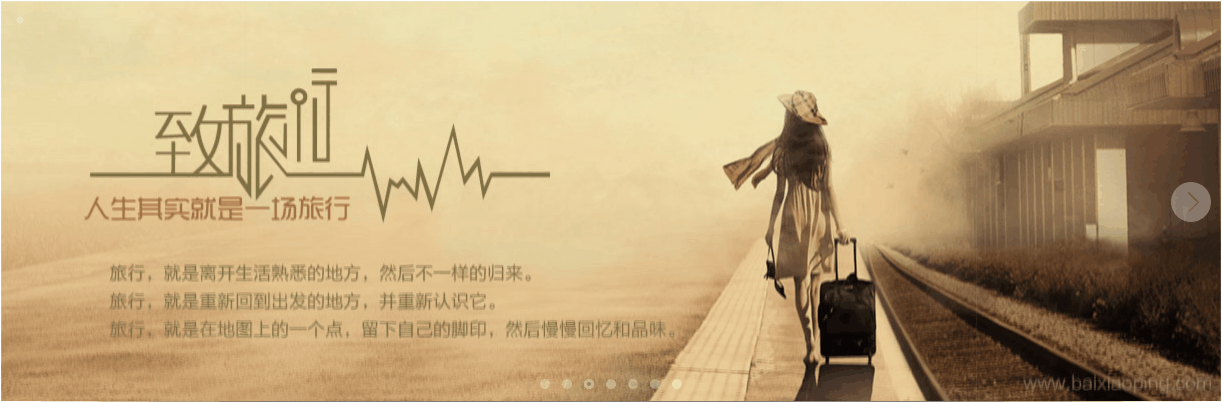 致旅行
人生其实就是一场旅行
旅行，就是离开生活熟悉的地方，然后不一样的归来。
旅行，就是重新回到出发的地方，并重新认识它。
旅行，就是在地图上的一个点，留下自己的脚印，然后慢慢回忆和品味。
www.baixiaoping.com